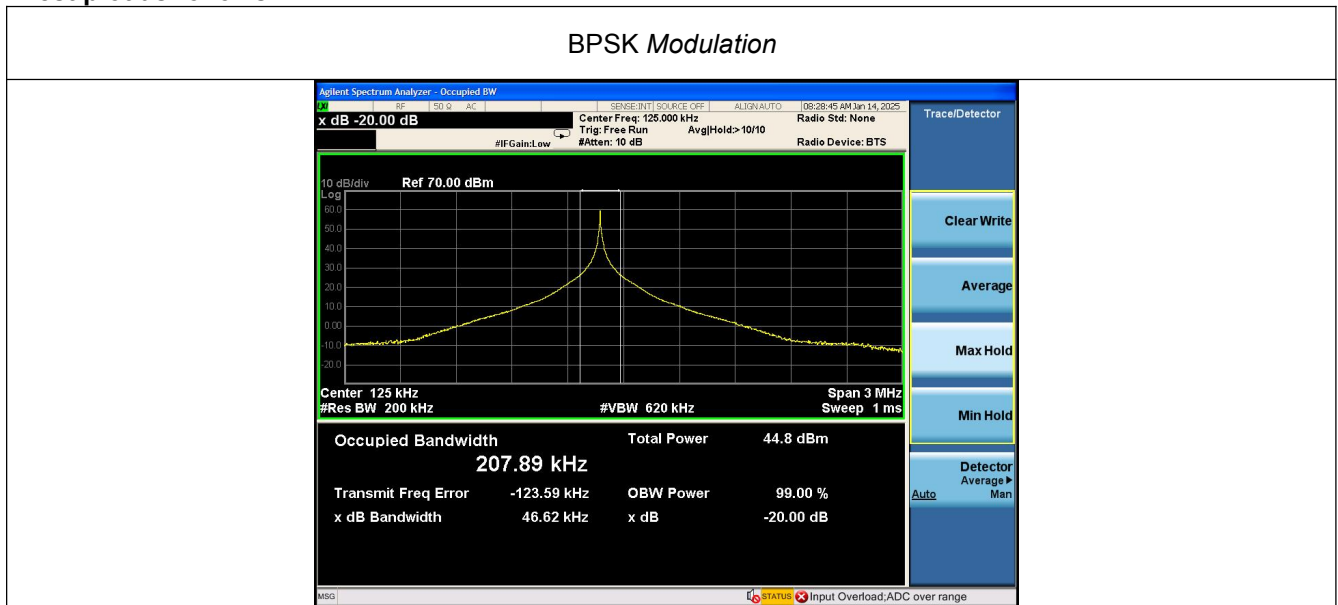 BPSK Modulation
Agilent Spectrum Analyzer - Occupied BW
LXI RF 50 Ω AC SENSE:INT SOURCE OFF ALIGN AUTO 08:28:45 AM Jan 14, 2025
x dB -20.00 dB
Center Freq: 125.000 kHz
Radio Std: None
Trig: Free Run Avg|Hold:> 10/10
#IFGain:Low #Atten: 10 dB
Radio Device: BTS
Trace/Detector
10 dB/div Ref 70.00 dBm
Log
60.0
50.0
40.0
30.0
20.0
10.0
0.00
-10.0
-20.0
Center 125 kHz Span 3 MHz
#Res BW 200 kHz #VBW 620 kHz Sweep 1 ms
Occupied Bandwidth Total Power 44.8 dBm
207.89 kHz
Transmit Freq Error -123.59 kHz OBW Power 99.00 %
x dB Bandwidth 46.62 kHz x dB -20.00 dB
Clear Write
Average
Max Hold
Min Hold
Detector
Average▶
Auto Man
MSG STATUS Input Overload;ADC over range